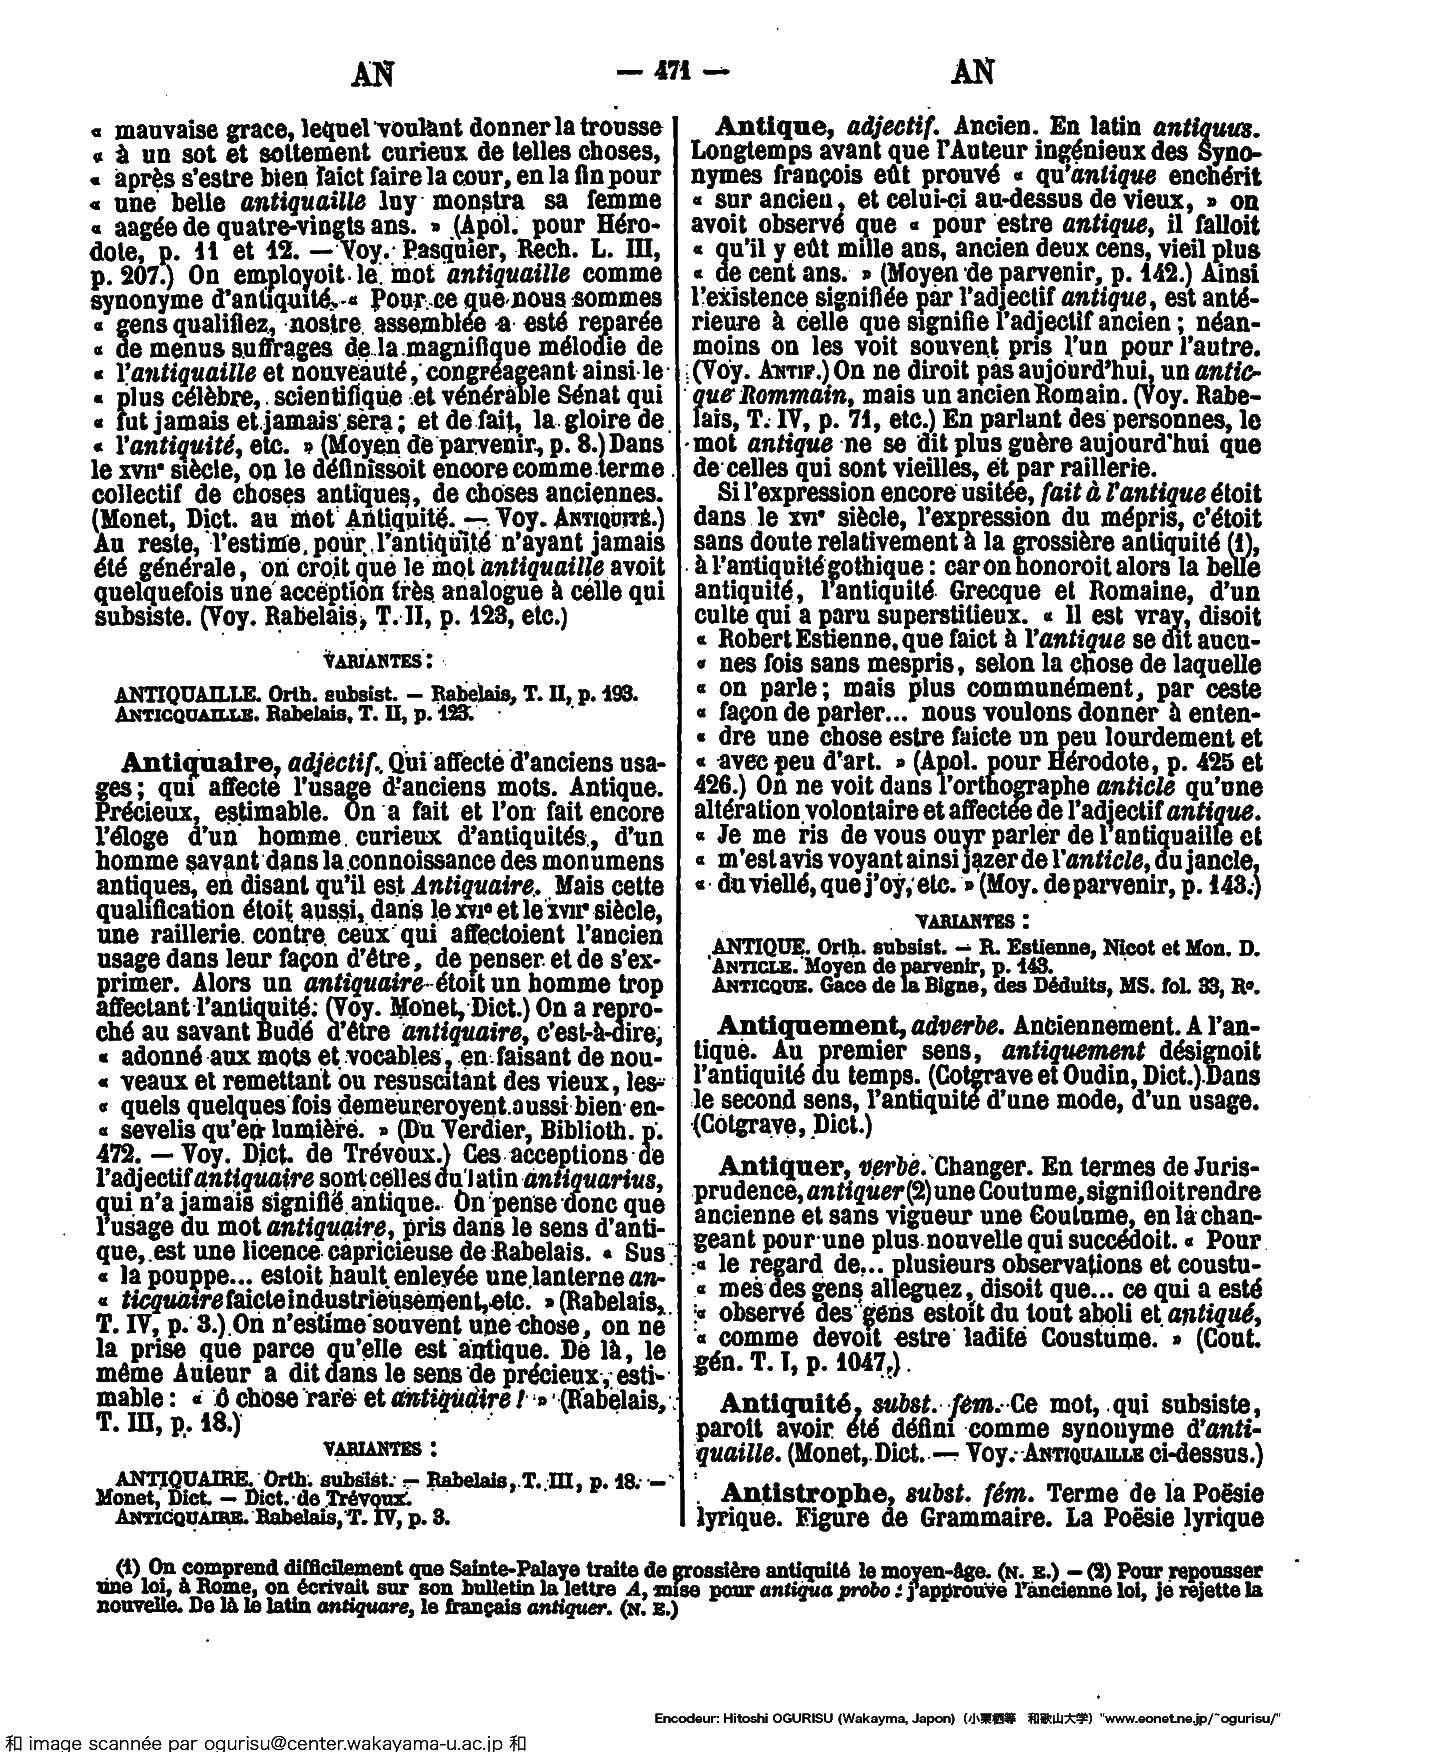 AN — 471 — AN
« mauvaise grace, lequel voulant donner la trousse
« à un sot et sottement curieux de telles choses,
« après s'estre bien faict faire la cour, en la fin pour
« une belle antiquaille luy monstra sa femme
« aagée de quatre-vingts ans. » (Apol. pour Héro-
dote, p. 11 et 12. — Voy. Pasquier, Rech. L. III,
p. 207.) On employoit le mot antiquaille comme
synonyme d'antiquité. « Pour ce que nous sommes
« gens qualifiez, nostre assemblée a esté reparée
« de menus suffrages de la magnifique mélodie de
« l'antiquaille et nouveauté, congréageant ainsi le
« plus célèbre, scientifique et vénérable Sénat qui
« fut jamais et jamais sera ; et de fait, la gloire de
« l'antiquité, etc. » (Moyen de parvenir, p. 8.) Dans
le XVIIe siècle, on le définissoit encore comme terme
collectif de choses antiques, de choses anciennes.
(Monet, Dict. au mot Antiquité. — Voy. ANTIQUITÉ.)
Au reste, l'estime pour l'antiquité n'ayant jamais
été générale, on croit que le mot antiquaille avoit
quelquefois une acception très analogue à celle qui
subsiste. (Voy. Rabelais, T. II, p. 123, etc.)
VARIANTES :
ANTIQUAILLE. Orth. subsist. — Rabelais, T. II, p. 193.
ANTICQUAILLE. Rabelais, T. II, p. 123.
Antiquaire, adjectif. Qui affecte d'anciens usa-
ges ; qui affecte l'usage d'anciens mots. Antique.
Précieux, estimable. On a fait et l'on fait encore
l'éloge d'un homme curieux d'antiquités, d'un
homme savant dans la connoissance des monumens
antiques, en disant qu'il est Antiquaire. Mais cette
qualification étoit aussi, dans le XVIe et le XVIIe siècle,
une raillerie contre ceux qui affectoient l'ancien
usage dans leur façon d'être, de penser et de s'ex-
primer. Alors un antiquaire étoit un homme trop
affectant l'antiquité: (Voy. Monet, Dict.) On a repro-
ché au savant Budé d'être antiquaire, c'est-à-dire,
« adonné aux mots et vocables, en faisant de nou-
« veaux et remettant ou resuscitant des vieux, les-
« quels quelques fois demeureroyent aussi bien en-
« sevelis qu'en lumière. » (Du Verdier, Biblioth. p.
472. — Voy. Dict. de Trévoux.) Ces acceptions de
l'adjectif antiquaire sont celles du latin antiquarius,
qui n'a jamais signifié antique. On pense donc que
l'usage du mot antiquaire, pris dans le sens d'anti-
que, est une licence capricieuse de Rabelais. « Sus
« la pouppe... estoit hault enlevée une lanterne an-
« ticquaire faicte industrieusement, etc. » (Rabelais,
T. IV, p. 3.) On n'estime souvent une chose, on ne
la prise que parce qu'elle est antique. De là, le
même Auteur a dit dans le sens de précieux, esti-
mable : « ô chose rare et antiquaire ! » (Rabelais,
T. III, p. 18.)
VARIANTES :
ANTIQUAIRE. Orth. subsist. — Rabelais, T. III, p. 18. —
Monet, Dict. — Dict. de Trévoux.
ANTICQUAIRE. Rabelais, T. IV, p. 3.
Antique, adjectif. Ancien. En latin antiquus.
Longtemps avant que l'Auteur ingénieux des Syno-
nymes françois eût prouvé « qu'antique enchérit
« sur ancien, et celui-ci au-dessus de vieux, » on
avoit observé que « pour estre antique, il falloit
« qu'il y eût mille ans, ancien deux cens, vieil plus
« de cent ans. » (Moyen de parvenir, p. 142.) Ainsi
l'existence signifiée par l'adjectif antique, est anté-
rieure à celle que signifie l'adjectif ancien ; néan-
moins on les voit souvent pris l'un pour l'autre.
(Voy. ANTIF.) On ne diroit pas aujourd'hui, un antic-
que Rommain, mais un ancien Romain. (Voy. Rabe-
lais, T. IV, p. 71, etc.) En parlant des personnes, le
mot antique ne se dit plus guère aujourd'hui que
de celles qui sont vieilles, et par raillerie.
Si l'expression encore usitée, fait à l'antique étoit
dans le XVIe siècle, l'expression du mépris, c'étoit
sans doute relativement à la grossière antiquité (1),
à l'antiquité gothique : car on honoroit alors la belle
antiquité, l'antiquité Grecque et Romaine, d'un
culte qui a paru superstitieux. « Il est vray, disoit
« Robert Estienne, que faict à l'antique se dit aucu-
« nes fois sans mespris, selon la chose de laquelle
« on parle ; mais plus communément, par ceste
« façon de parler... nous voulons donner à enten-
« dre une chose estre faicte un peu lourdement et
« avec peu d'art. » (Apol. pour Hérodote, p. 425 et
426.) On ne voit dans l'orthographe anticle qu'une
altération volontaire et affectée de l'adjectif antique.
« Je me ris de vous ouyr parler de l'antiquaille et
« m'est avis voyant ainsi jazer de l'anticle, du jancle,
« du viellé, que j'oy, etc. » (Moy. de parvenir, p. 143.)
VARIANTES :
ANTIQUE. Orth. subsist. — R. Estienne, Nicot et Mon. D.
ANTICLE. Moyen de parvenir, p. 143.
ANTICQUE. Gace de la Bigne, des Déduits, MS. fol. 33, Ro.
Antiquement, adverbe. Anciennement. A l'an-
tique. Au premier sens, antiquement désignoit
l'antiquité du temps. (Cotgrave et Oudin, Dict.) Dans
le second sens, l'antiquité d'une mode, d'un usage.
(Cotgrave, Dict.)
Antiquer, verbe. Changer. En termes de Juris-
prudence, antiquer (2) une Coutume, signifioit rendre
ancienne et sans vigueur une Coutume, en la chan-
geant pour une plus nouvelle qui succédoit. « Pour
« le regard de... plusieurs observations et coustu-
« mes des gens alleguez, disoit que... ce qui a esté
« observé des gens estoit du tout aboli et antiqué,
« comme devoit estre ladite Coustume. » (Cout.
gén. T. I, p. 1047.)
Antiquité, subst. fém. Ce mot, qui subsiste,
paroit avoir été défini comme synonyme d'anti-
quaille. (Monet, Dict. — Voy. ANTIQUAILLE ci-dessus.)
Antistrophe, subst. fém. Terme de la Poësie
lyrique. Figure de Grammaire. La Poësie lyrique
(1) On comprend difficilement que Sainte-Palaye traite de grossière antiquité le moyen-âge. (N. E.) — (2) Pour repousser
une loi, à Rome, on écrivait sur son bulletin la lettre A, mise pour antiqua probo : j'approuve l'ancienne loi, je rejette la
nouvelle. De là le latin antiquare, le français antiquer. (N. E.)
Encodeur: Hitoshi OGURISU (Wakayma, Japon) (小栗栖等 和歌山大学) "www.eonet.ne.jp/~ogurisu/"
和 image scannée par ogurisu@center.wakayama-u.ac.jp 和